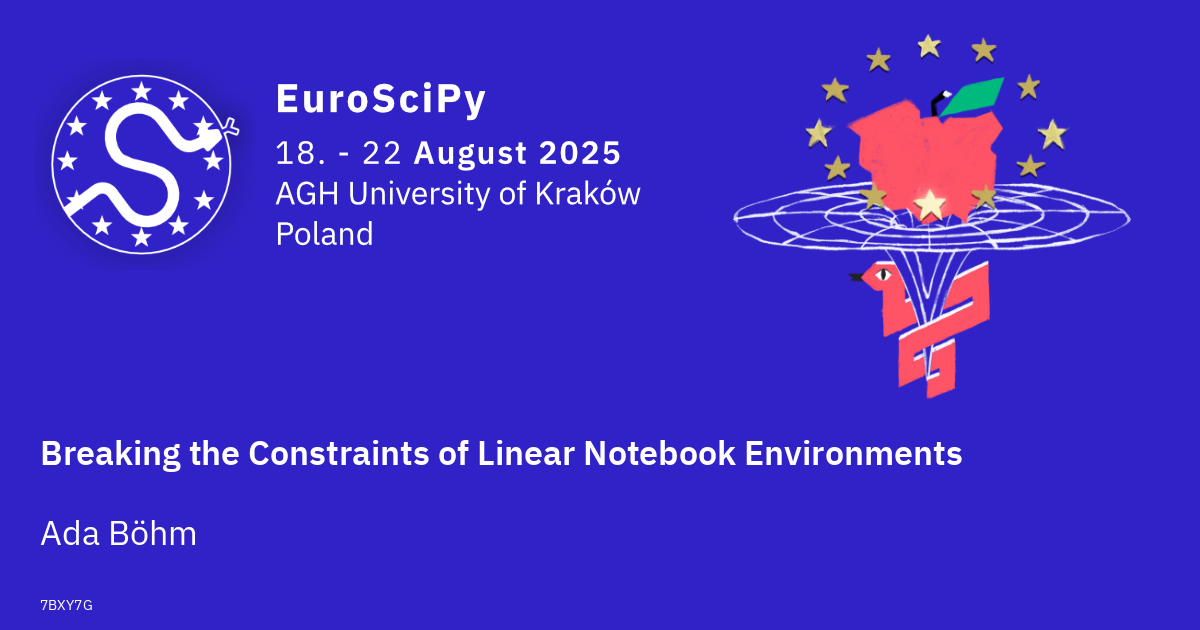 EuroSciPy
18. - 22 August 2025
AGH University of Kraków
Poland
Breaking the Constraints of Linear Notebook Environments
Ada Böhm
7BXY7G